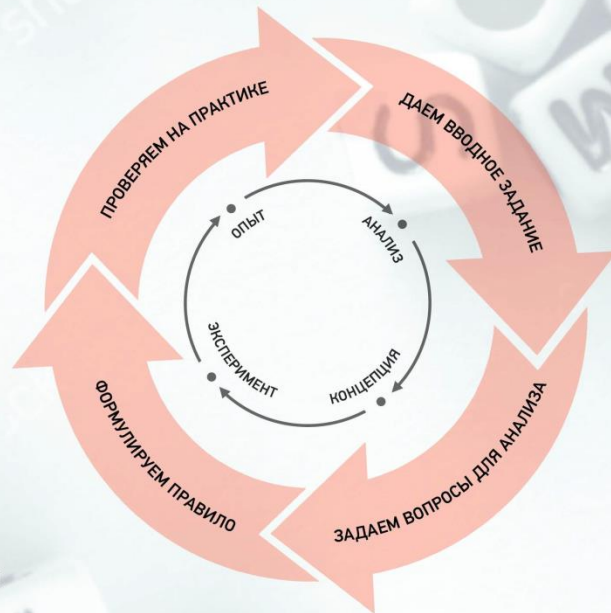 ПРОВЕРЯЕМ НА ПРАКТИКЕ
ДАЕМ ВВОДНОЕ ЗАДАНИЕ
ЗАДАЕМ ВОПРОСЫ ДЛЯ АНАЛИЗА
ФОРМУЛИРУЕМ ПРАВИЛО
ОПЫТ
АНАЛИЗ
КОНЦЕПЦИЯ
ЭКСПЕРИМЕНТ